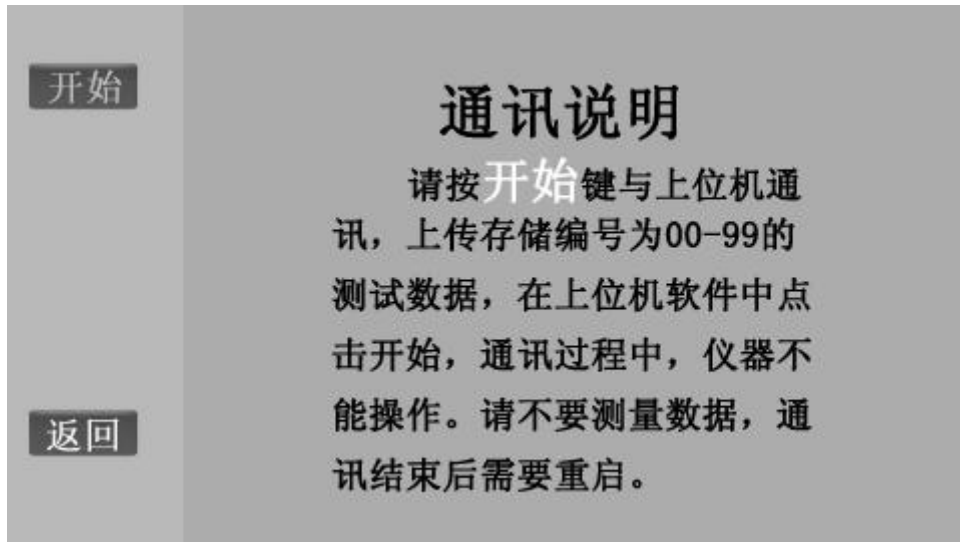 开始
通讯说明
请按开始键与上位机通
讯，上传存储编号为00-99的
测试数据，在上位机软件中点
击开始，通讯过程中，仪器不
能操作。请不要测量数据，通
讯结束后需要重启。
返回